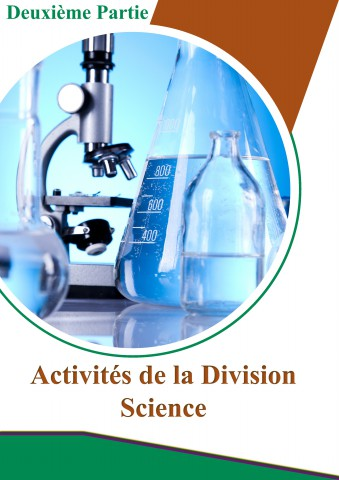 Deuxième Partie
800
600
400
Activités de la Division
Science